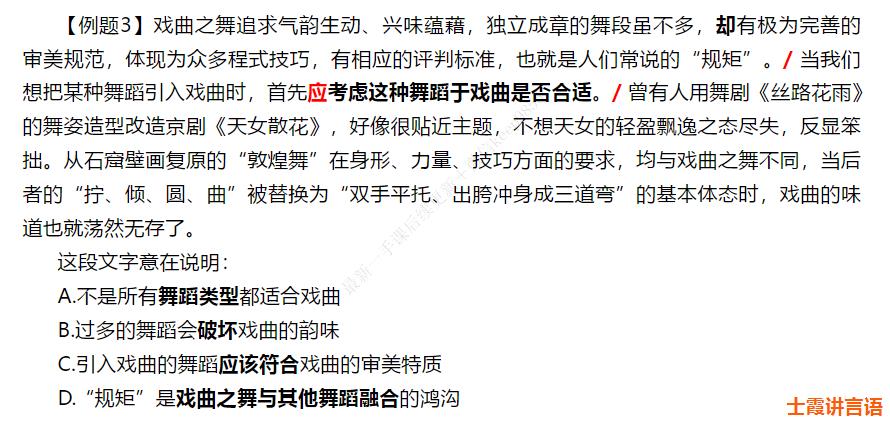 【例题3】戏曲之舞追求气韵生动、兴味蕴藉，独立成章的舞段虽不多，却有极为完善的
审美规范，体现为众多程式技巧，有相应的评判标准，也就是人们常说的“规矩”。/ 当我们
想把某种舞蹈引入戏曲时，首先应考虑这种舞蹈于戏曲是否合适。/ 曾有人用舞剧《丝路花雨》
的舞姿造型改造京剧《天女散花》，好像很贴近主题，不想天女的轻盈飘逸之态尽失，反显笨
拙。从石窟壁画复原的“敦煌舞”在身形、力量、技巧方面的要求，均与戏曲之舞不同，当后
者的“拧、倾、圆、曲”被替换为“双手平托、出胯冲身成三道弯”的基本体态时，戏曲的味
道也就荡然无存了。
这段文字意在说明：
A.不是所有舞蹈类型都适合戏曲
B.过多的舞蹈会破坏戏曲的韵味
C.引入戏曲的舞蹈应该符合戏曲的审美特质
D.“规矩”是戏曲之舞与其他舞蹈融合的鸿沟
士霞讲言语